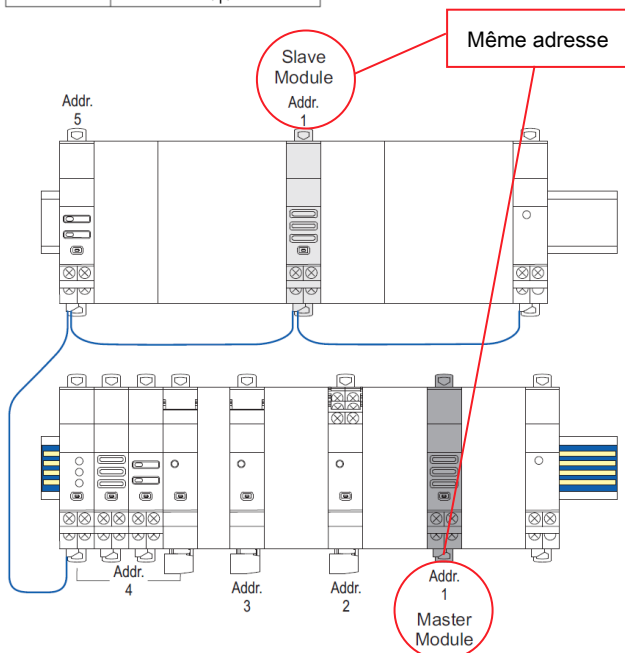 Même adresse
Slave
Module
Addr.
1
Addr.
5
Addr.
4
Addr.
3
Addr.
2
Addr.
1
Master
Module